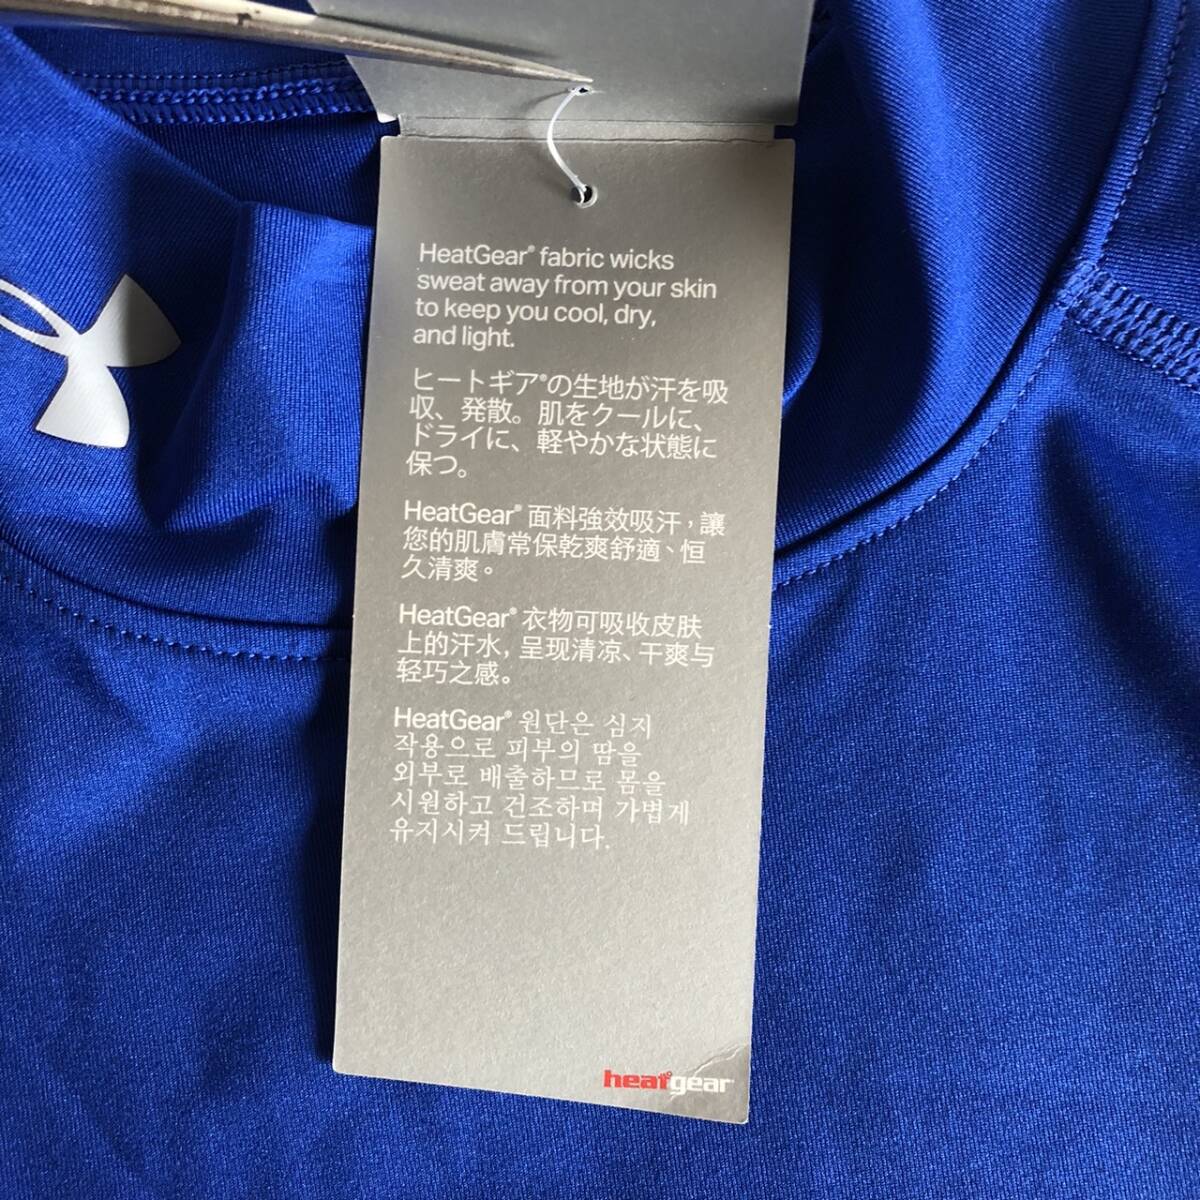 HeatGear® fabric wicks
sweat away from your skin
to keep you cool, dry,
and light.
ヒートギア®の生地が汗を吸
収、発散。肌をクールに、
ドライに、軽やかな状態に
保つ。
HeatGear® 面料強效吸汗，讓
您的肌膚常保乾爽舒適、恒
久清爽。
HeatGear® 衣物可吸收皮肤
上的汗水，呈现清凉、干爽与
轻巧之感。
HeatGear® 원단은 심지
작용으로 피부의 땀을
외부로 배출하므로 몸을
시원하고 건조하며 가볍게
유지시켜 드립니다.
heatgear